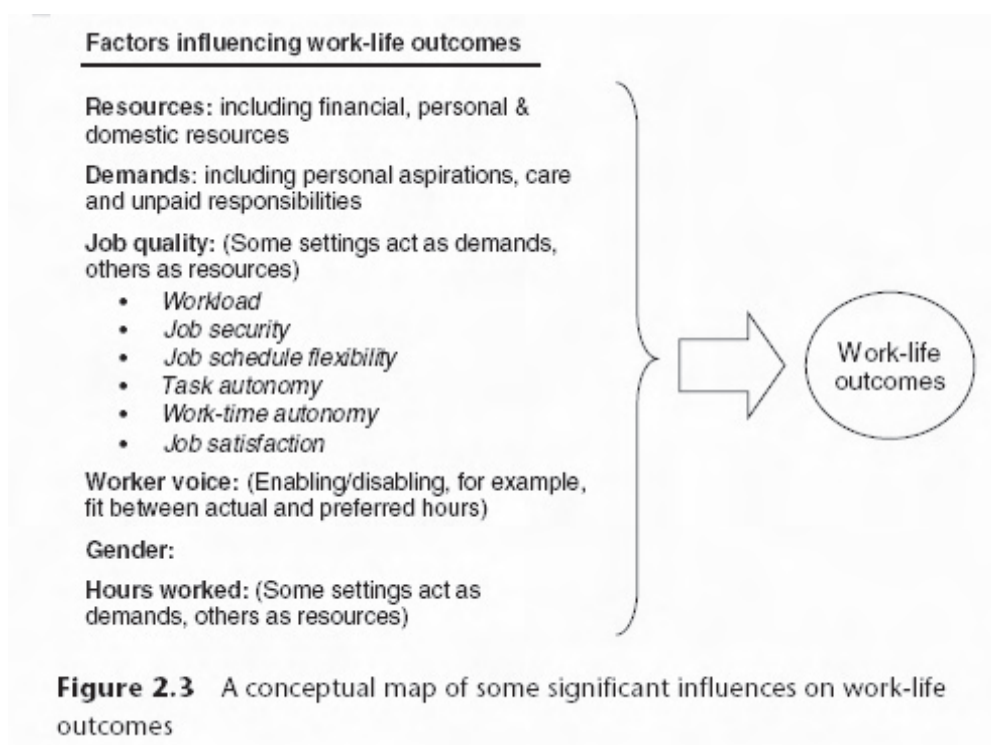 Factors influencing work-life outcomes
Resources: including financial, personal &
domestic resources
Demands: including personal aspirations, care
and unpaid responsibilities
Job quality: (Some settings act as demands,
others as resources)
• Workload
• Job security
• Job schedule flexibility
• Task autonomy
• Work-time autonomy
• Job satisfaction
Worker voice: (Enabling/disabling, for example,
fit between actual and preferred hours)
Gender:
Hours worked: (Some settings act as
demands, others as resources)
Work-life
outcomes
Figure 2.3 A conceptual map of some significant influences on work-life
outcomes